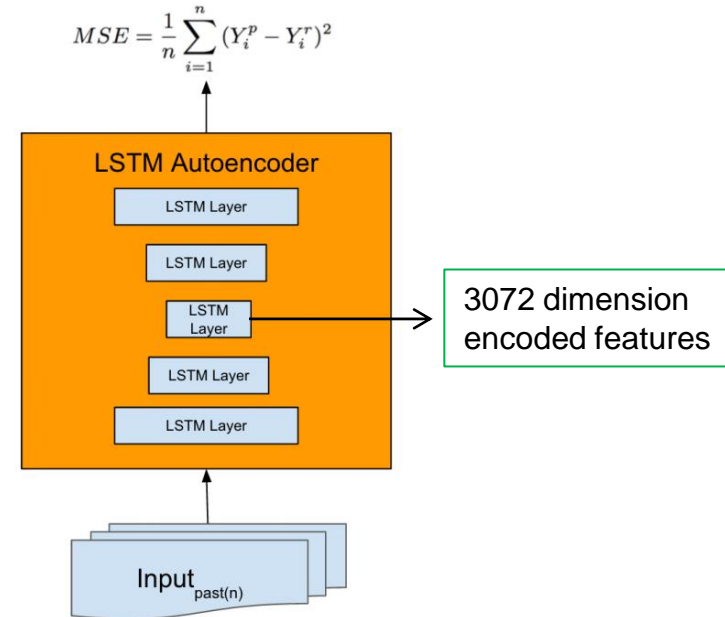 MSE = \frac{1}{n} \sum_{i=1}^{n} (Y_i^p - Y_i^r)^2
LSTM Autoencoder
LSTM Layer
LSTM Layer
LSTM
Layer
LSTM Layer
LSTM Layer
3072 dimension
encoded features
Input_{past(n)}